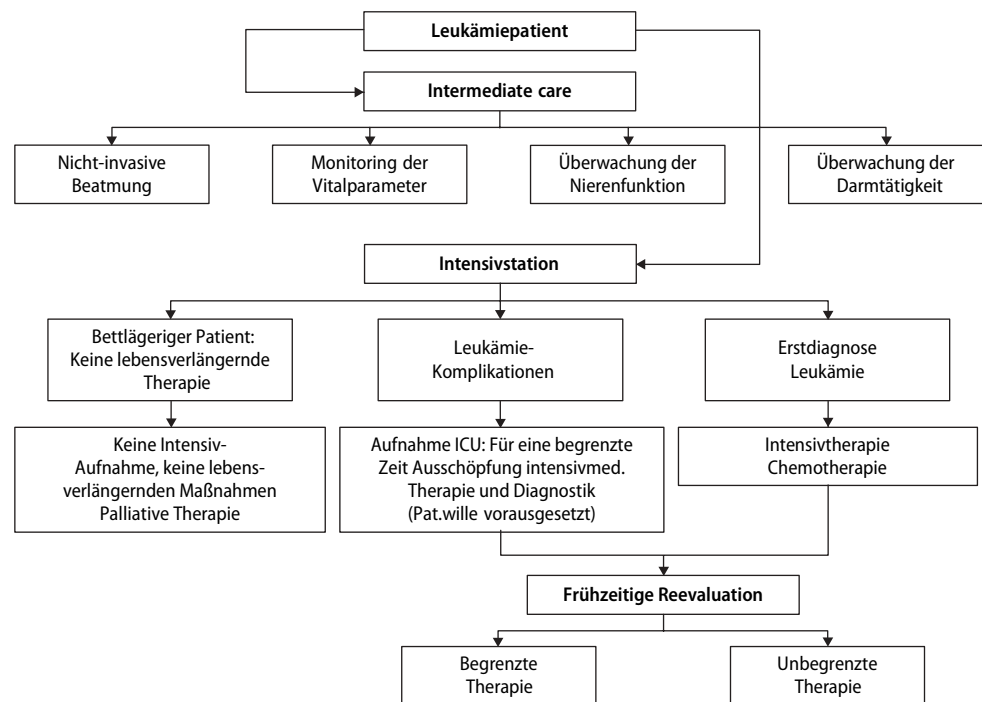 Leukämiepatient
Intermediate care
Nicht-invasive
Beatmung
Monitoring der
Vitalparameter
Überwachung der
Nierenfunktion
Überwachung der
Darmtätigkeit
Intensivstation
Bettlägeriger Patient:
Keine lebensverlängernde
Therapie
Leukämie-
Komplikationen
Erstdiagnose
Leukämie
Keine Intensiv-
Aufnahme, keine lebens-
verlängernden Maßnahmen
Palliative Therapie
Aufnahme ICU: Für eine begrenzte
Zeit Ausschöpfung intensivmed.
Therapie und Diagnostik
(Pat.wille vorausgesetzt)
Intensivtherapie
Chemotherapie
Frühzeitige Reevaluation
Begrenzte
Therapie
Unbegrenzte
Therapie